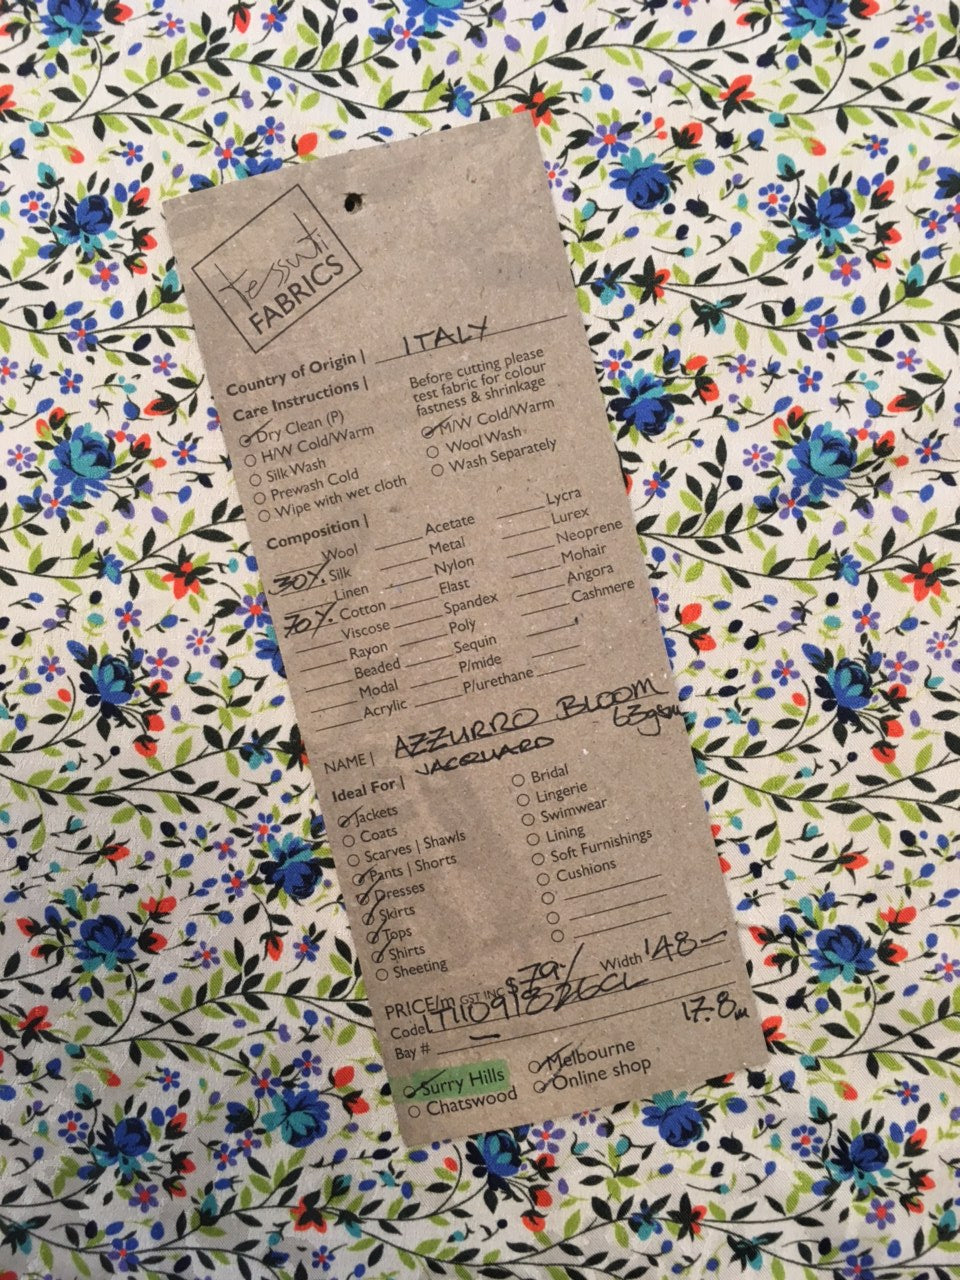 tessuti
FABRICS
Country of Origin | ITALY
Care Instructions |
Before cutting please
test fabric for colour
fastness & shrinkage
Dry Clean (P)
H/W Cold/Warm
Silk Wash
Prewash Cold
Wipe with wet cloth
M/W Cold/Warm
Wool Wash
Wash Separately
Composition |
Wool
30% Silk
Linen
70% Cotton
Viscose
Rayon
Beaded
Modal
Acrylic
Acetate
Metal
Nylon
Elast
Spandex
Poly
Sequin
P/mide
P/urethane
Lycra
Lurex
Neoprene
Mohair
Angora
Cashmere
NAME | AZZURRO BLOOM
JACQUARD
63gsm
Ideal For |
Jackets
Coats
Scarves | Shawls
Pants | Shorts
Dresses
Skirts
Tops
Shirts
Sheeting
Bridal
Lingerie
Swimwear
Lining
Soft Furnishings
Cushions
PRICE/m GST INC $79/ Width 148
Code
Bay # 17.8m
Surry Hills
Chatswood
Melbourne
Online shop